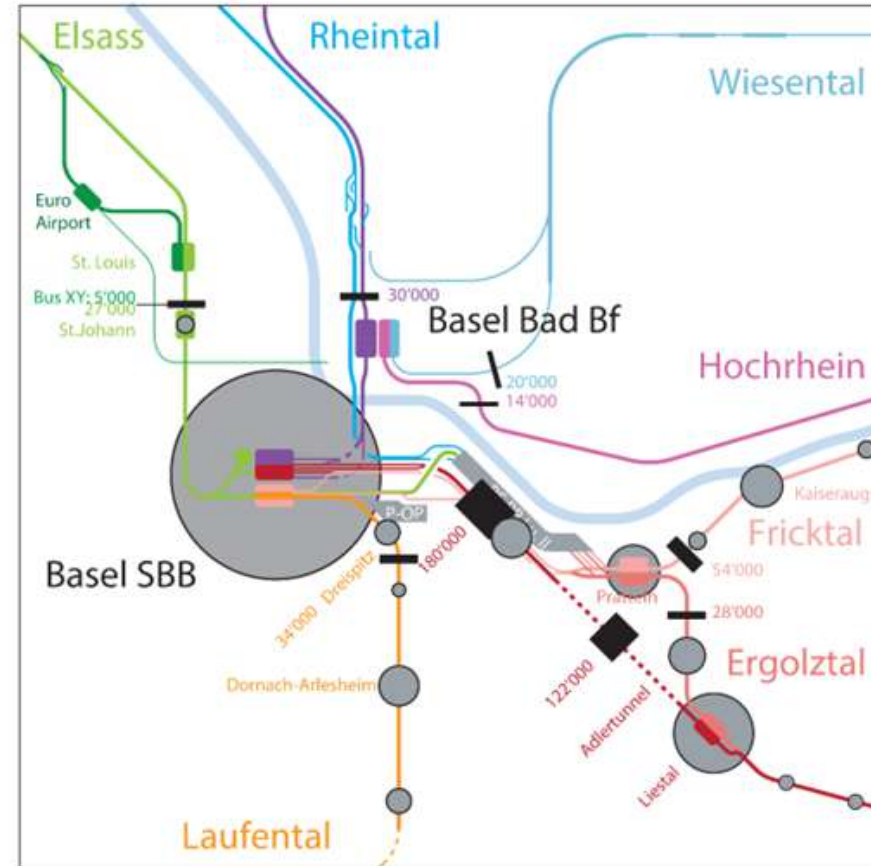 Elsass
Rheintal
Wiesental
Euro
Airport
St. Louis
Bus XY: 5'000
27'000
St.Johann
30'000
Basel Bad Bf
20'000
14'000
Hochrhein
Kaiseraug
Fricktal
54'000
P-OP
180'000
Basel SBB
Dreispitz
34'000
Pratteln
28'000
Ergolztal
122'000
Adlertunnel
Dornach-Arlesheim
Liestal
Laufental